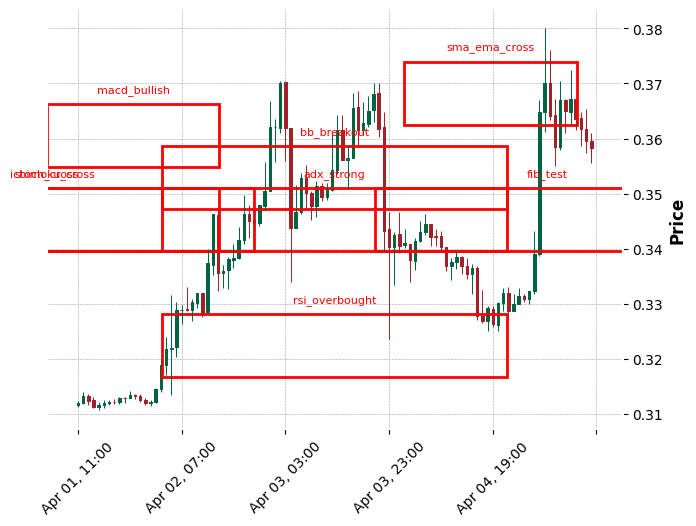 sma_ema_cross
0.38
macd_bullish
0.37
bb_breakout
0.36
adx_strong
fib_test
0.35
0.34
Price
rsi_overbought
0.33
0.32
0.31
Apr 01, 11:00
Apr 02, 07:00
Apr 03, 03:00
Apr 03, 23:00
Apr 04, 19:00